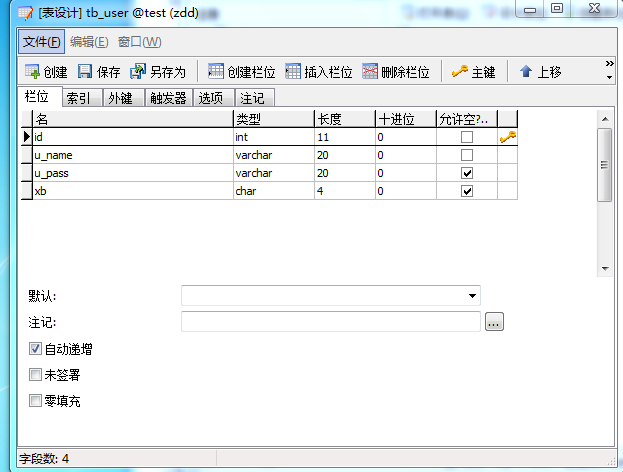 [表设计] tb_user @test (zdd)
文件(F) 编辑(E) 窗口(W)
创建 保存 另存为 创建栏位 插入栏位 删除栏位 主键 上移
栏位 索引 外键 触发器 选项 注记
名 类型 长度 十进位 允许空?..
id int 11 0
u_name varchar 20 0
u_pass varchar 20 0
xb char 4 0
默认:
注记:
...
自动递增
未签署
零填充
字段数: 4